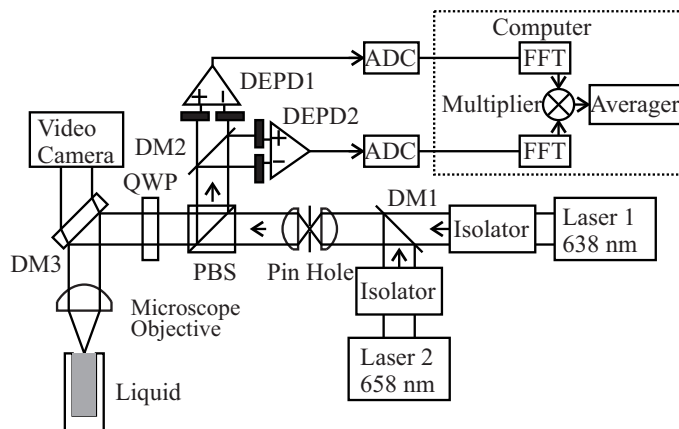 Computer
DEPD1
ADC
FFT
Multiplier
Averager
Video
Camera
DM2
DEPD2
ADC
FFT
QWP
DM1
Isolator
Laser 1
638 nm
DM3
PBS
Pin Hole
Isolator
Microscope
Objective
Laser 2
658 nm
Liquid
+
−
+
−